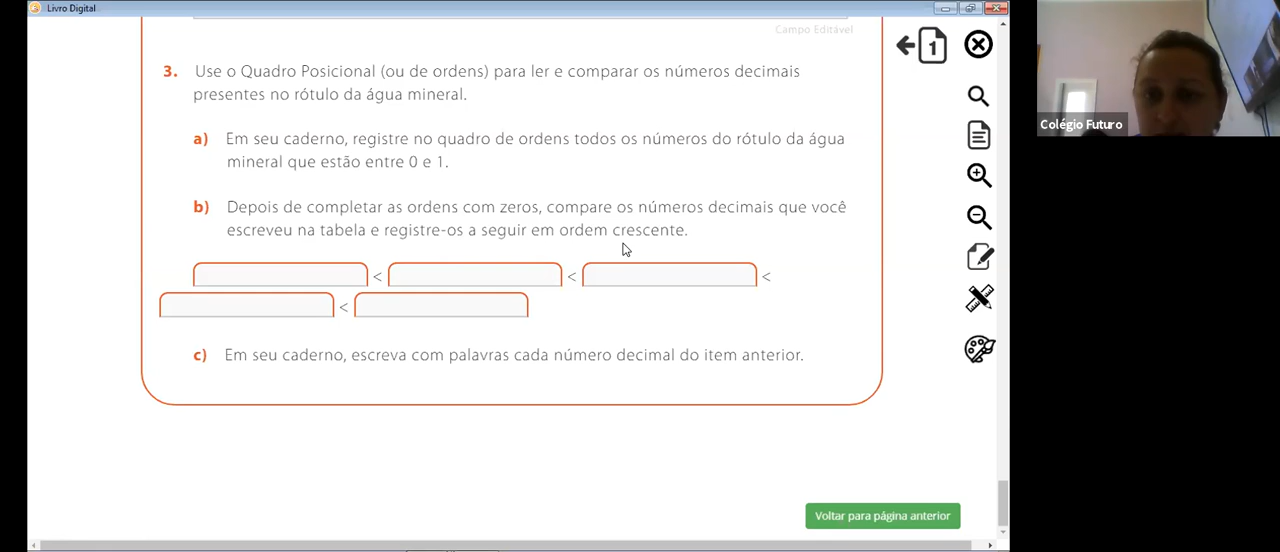 Livro Digital
Campo Editável
1
3. Use o Quadro Posicional (ou de ordens) para ler e comparar os números decimais
presentes no rótulo da água mineral.
a) Em seu caderno, registre no quadro de ordens todos os números do rótulo da água
mineral que estão entre 0 e 1.
b) Depois de completar as ordens com zeros, compare os números decimais que você
escreveu na tabela e registre-os a seguir em ordem crescente.
< < <
<
c) Em seu caderno, escreva com palavras cada número decimal do item anterior.
Voltar para página anterior
Colégio Futuro